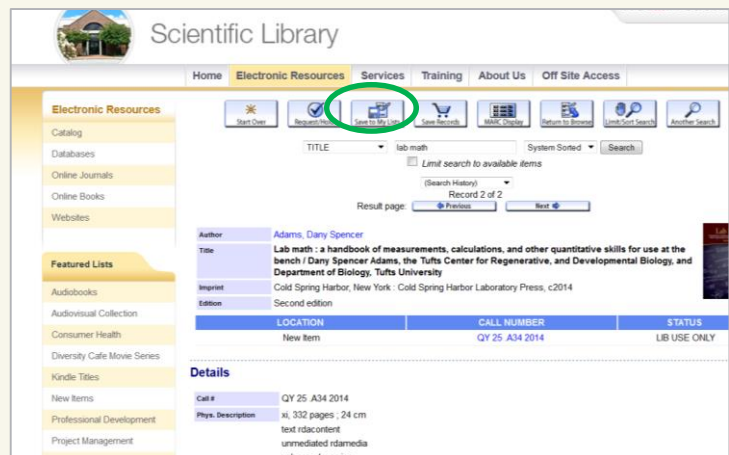 Scientific Library
Home Electronic Resources Services Training About Us Off Site Access
Electronic Resources
Catalog
Databases
Online Journals
Online Books
Websites
Featured Lists
Audiobooks
Audiovisual Collection
Consumer Health
Diversity Cafe Movie Series
Kindle Titles
New Items
Professional Development
Project Management
Start Over Request/Hold Save to My Lists Save Records MARC Display Return to Browse Limit/Sort Search Another Search
TITLE lab math System Sorted Search
Limit search to available items
(Search History)
Record 2 of 2
Result page: Previous Next
Author Adams, Dany Spencer
Title Lab math : a handbook of measurements, calculations, and other quantitative skills for use at the
bench / Dany Spencer Adams, the Tufts Center for Regenerative, and Developmental Biology, and
Department of Biology, Tufts University
Imprint Cold Spring Harbor, New York : Cold Spring Harbor Laboratory Press, c2014
Edition Second edition
LOCATION CALL NUMBER STATUS
New Item QY 25 A34 2014 LIB USE ONLY
Details
Call # QY 25 .A34 2014
Phys. Description xi, 332 pages ; 24 cm
text rdacontent
unmediated rdamedia